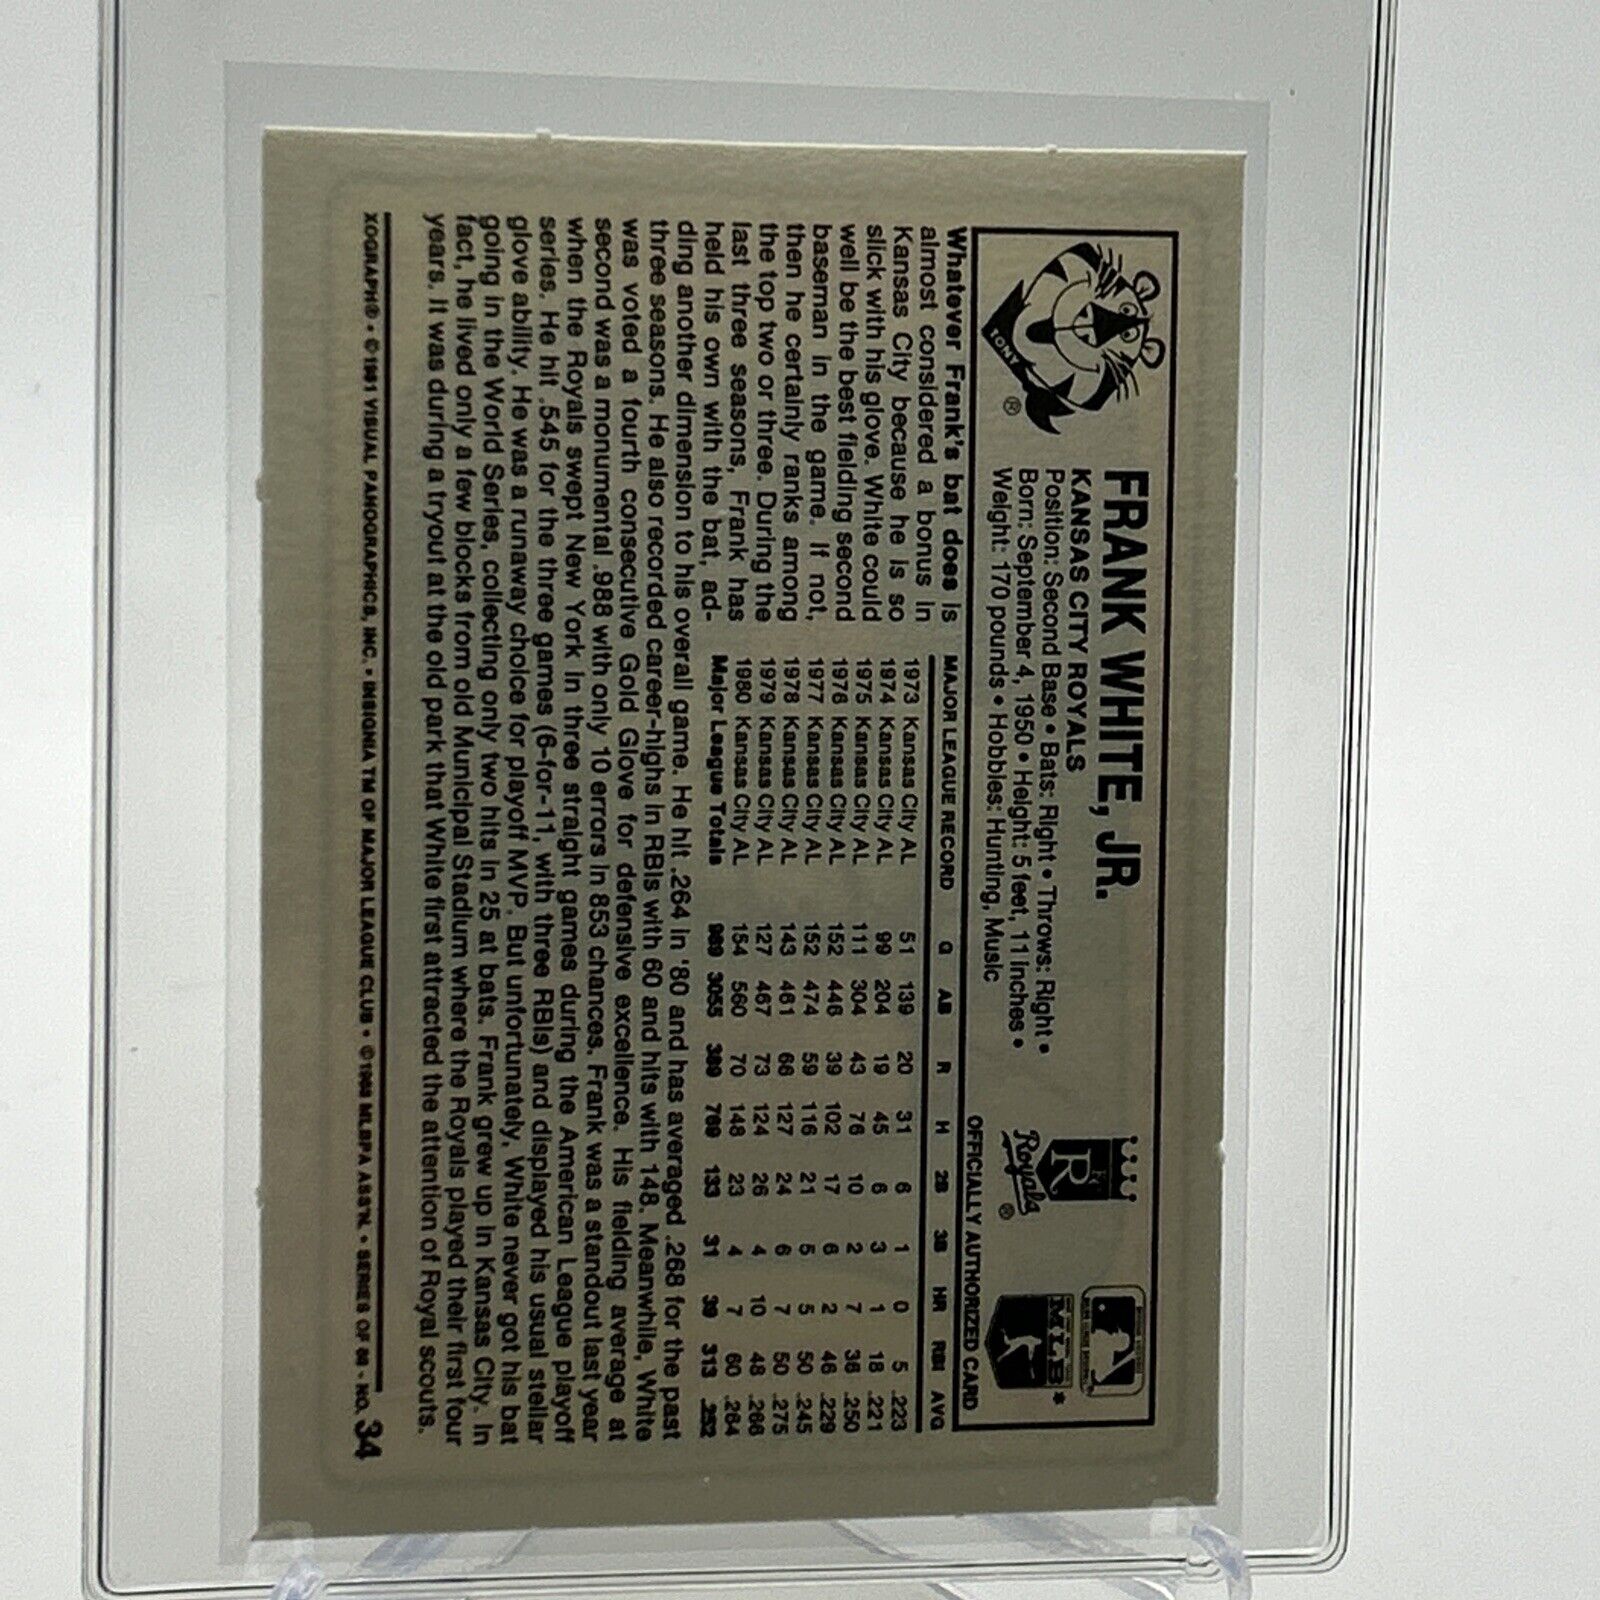 TONY
®
FRANK WHITE, JR.
KANSAS CITY ROYALS
Position: Second Base • Bats: Right • Throws: Right •
Born: September 4, 1950 • Height: 5 feet, 11 inches •
Weight: 170 pounds • Hobbies: Hunting, Music
KC
R
Royals
®
MLB
OFFICIALLY AUTHORIZED CARD
Whatever Frank's bat does is
almost considered a bonus in
Kansas City because he is so
slick with his glove. White could
well be the best fielding second
baseman in the game. If not,
then he certainly ranks among
the top two or three. During the
last three seasons, Frank has
held his own with the bat, ad-
MAJOR LEAGUE RECORD G AB R H 2B 3B HR RBI AVG
1973 Kansas City AL 51 139 20 31 6 1 0 5 .223
1974 Kansas City AL 99 204 19 45 6 3 1 18 .221
1975 Kansas City AL 111 304 43 76 10 2 7 36 .250
1976 Kansas City AL 152 446 39 102 17 6 2 46 .229
1977 Kansas City AL 152 474 59 116 21 5 5 50 .245
1978 Kansas City AL 143 461 66 127 24 6 7 50 .275
1979 Kansas City AL 127 467 73 124 26 4 10 48 .266
1980 Kansas City AL 154 560 70 148 23 4 7 60 .264
Major League Totals 989 3055 389 769 133 31 39 313 .252
ding another dimension to his overall game. He hit .264 in '80 and has averaged .268 for the past
three seasons. He also recorded career-highs in RBIs with 60 and hits with 148. Meanwhile, White
was voted a fourth consecutive Gold Glove for defensive excellence. His fielding average at
second was a monumental .988 with only 10 errors in 853 chances. Frank was a standout last year
when the Royals swept New York in three straight games during the American League playoff
series. He hit .545 for the three games (6-for-11, with three RBIs) and displayed his usual stellar
glove ability. He was a runaway choice for playoff MVP. But unfortunately, White never got his bat
going in the World Series, collecting only two hits in 25 at bats. Frank grew up in Kansas City. In
fact, he lived only a few blocks from old Municipal Stadium where the Royals played their first four
years. It was during a tryout at the old park that White first attracted the attention of Royal scouts.
XOGRAPH® • © 1981 VISUAL PANOGRAPHICS, INC. • INSIGNIA TM OF MAJOR LEAGUE CLUB • ©1968 MLBPA ASS'N. • SERIES OF 66 • NO. 34